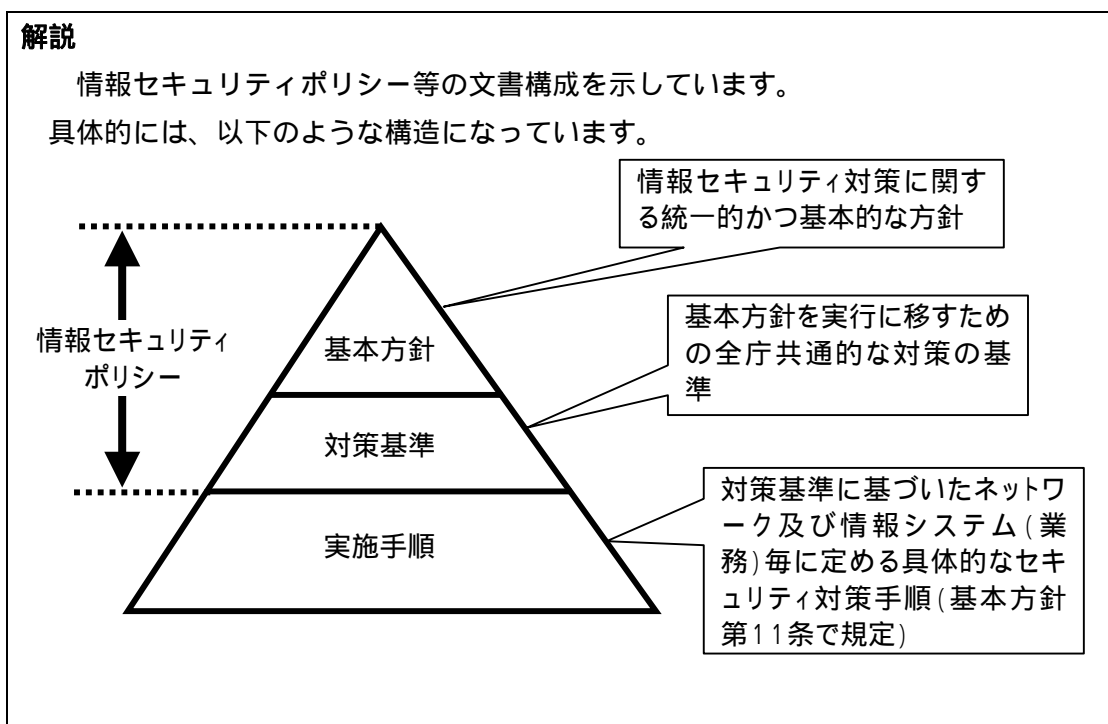 解説
情報セキュリティポリシー等の文書構成を示しています。
具体的には、以下のような構造になっています。
情報セキュリティ対策に関す
る統一的かつ基本的な方針
情報セキュリティ
ポリシー
基本方針
基本方針を実行に移すため
の全庁共通的な対策の基
準
対策基準
対策基準に基づいたネットワ
ーク及び情報システム(業
務)毎に定める具体的なセキ
ュリティ対策手順(基本方針
第11条で規定)
実施手順